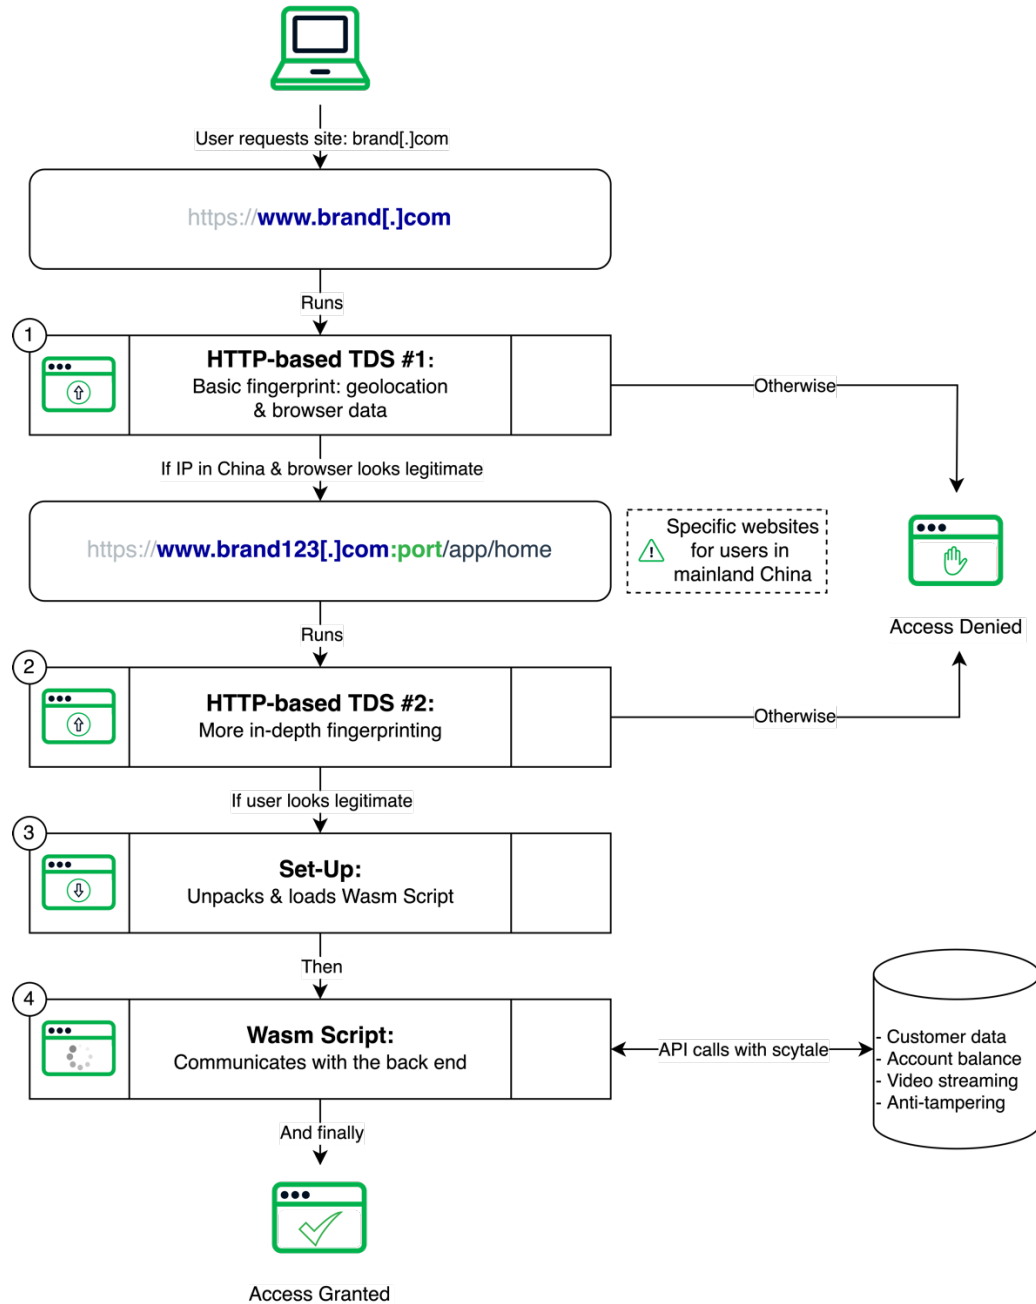 User requests site: brand[.]com
https://www.brand[.]com
Runs
1
HTTP-based TDS #1:
Basic fingerprint: geolocation
& browser data
Otherwise
If IP in China & browser looks legitimate
https://www.brand123[.]com:port/app/home
Specific websites
for users in
mainland China
Access Denied
Runs
2
HTTP-based TDS #2:
More in-depth fingerprinting
Otherwise
If user looks legitimate
3
Set-Up:
Unpacks & loads Wasm Script
Then
4
Wasm Script:
Communicates with the back end
API calls with scytale
- Customer data
- Account balance
- Video streaming
- Anti-tampering
And finally
Access Granted